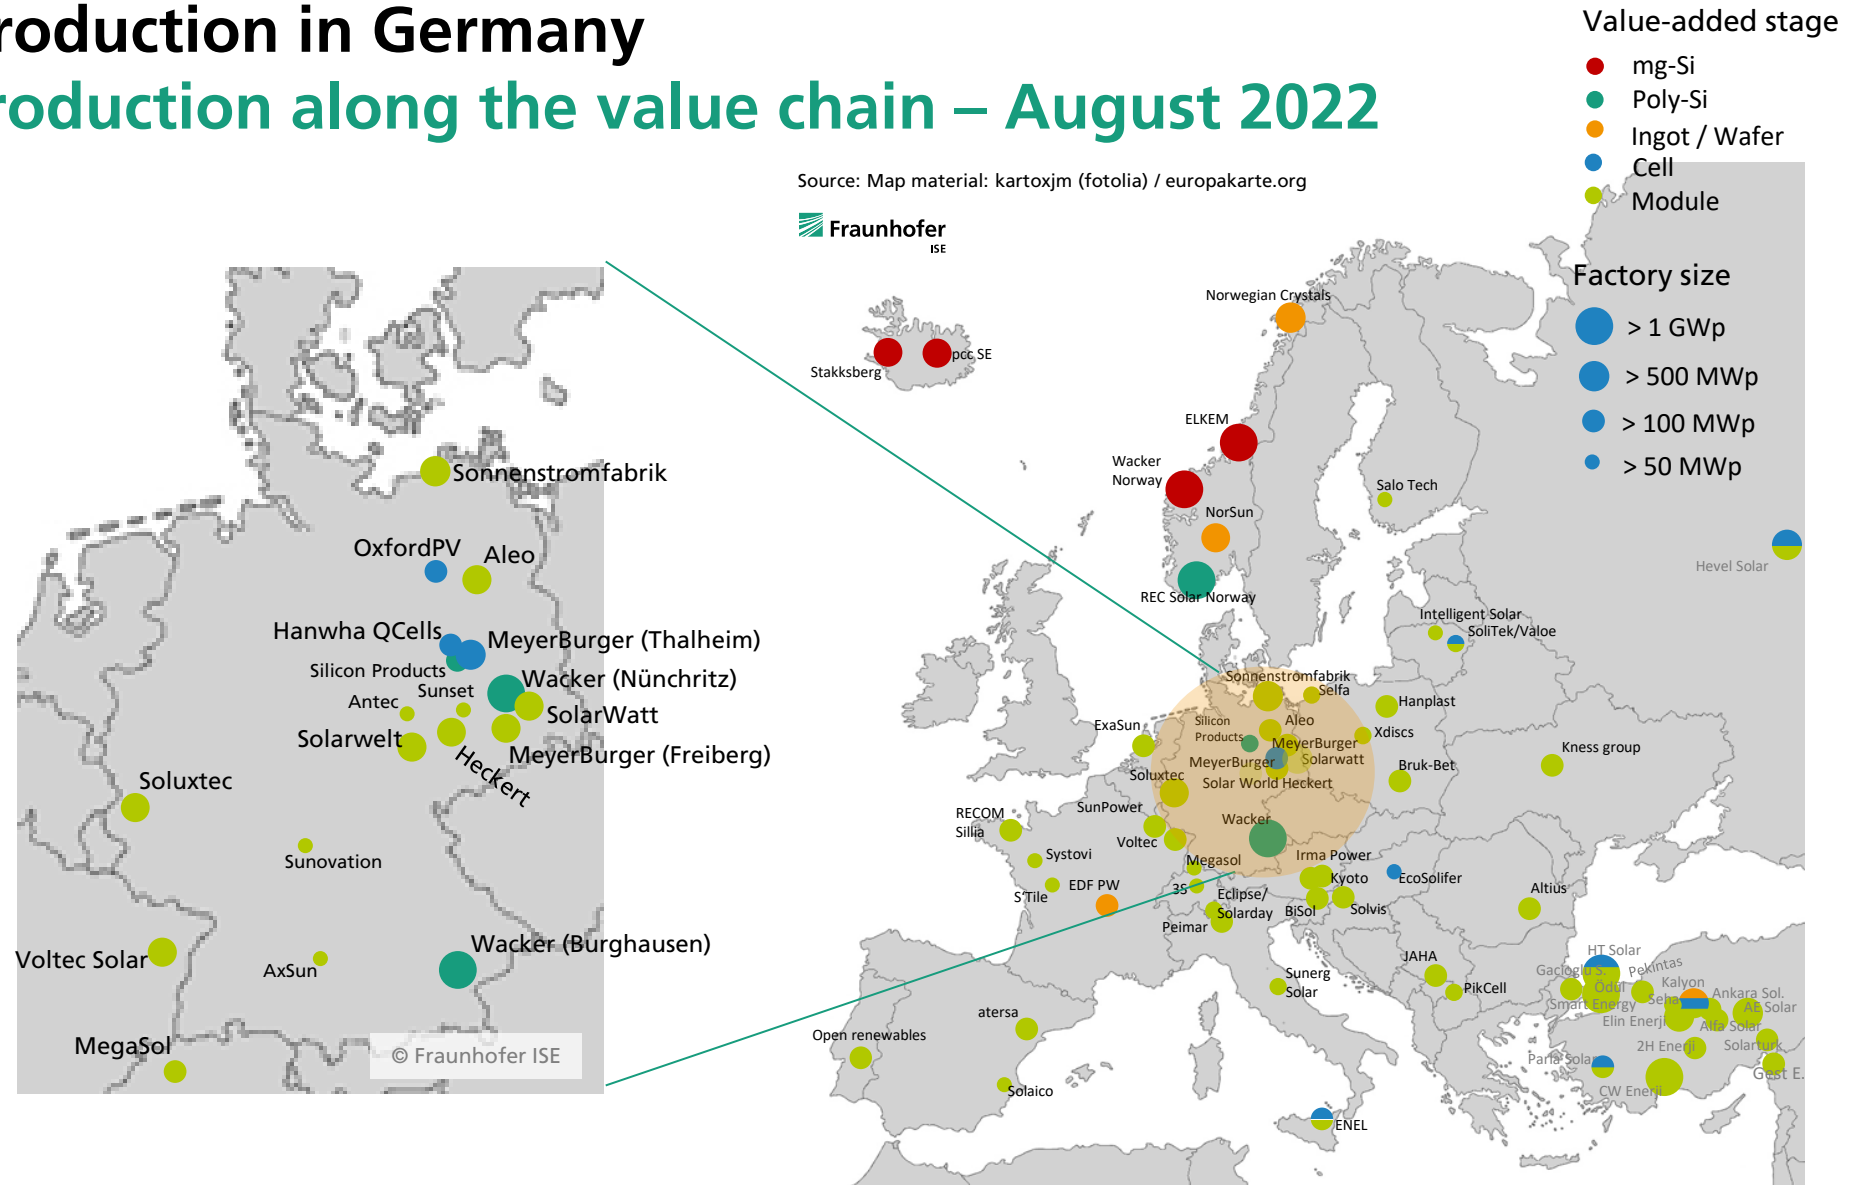 roduction in Germany
roduction along the value chain – August 2022
Value-added stage
mg-Si
Poly-Si
Ingot / Wafer
Cell
Module
Source: Map material: kartoxjm (fotolia) / europakarte.org
Fraunhofer
ISE
Factory size
> 1 GWp
> 500 MWp
> 100 MWp
> 50 MWp
Sonnenstromfabrik
OxfordPV
Aleo
Hanwha QCells
MeyerBurger (Thalheim)
Silicon Products
Wacker (Nünchritz)
Sunset
Antec
SolarWatt
Solarwelt
MeyerBurger (Freiberg)
Heckert
Soluxtec
Sunovation
Wacker (Burghausen)
Voltec Solar
AxSun
MegaSol
© Fraunhofer ISE
Norwegian Crystals
pcc SE
Stakksberg
ELKEM
Wacker
Norway
Salo Tech
NorSun
Hevel Solar
REC Solar Norway
Intelligent Solar
SoliTek/Valoe
Sonnenstromfabrik
Selfa
Hanplast
ExaSun
Silicon
Products
Aleo
Xdiscs
MeyerBurger
Solarwatt
Kness group
MeyerBurger
Bruk-Bet
Soluxtec
Solar World Heckert
SunPower
RECOM
Sillia
Wacker
Voltec
Systovi
Megasol
Irma Power
EDF PW
3S
Kyoto
EcoSolifer
S'Tile
Eclipse/
Solarday
BiSol
Solvis
Altius
Peimar
HT Solar
JAHA
Gacioglu S.
Pekintas
Sunerg
Solar
PikCell
Ödül
Kalyon
Smart Energy
Seha
Ankara Sol.
AE Solar
atersa
Elin Enerji
Alfa Solar
Open renewables
2H Enerji
Solarturk
Parla Solar
Gest E.
Solaico
CW Enerji
ENEL